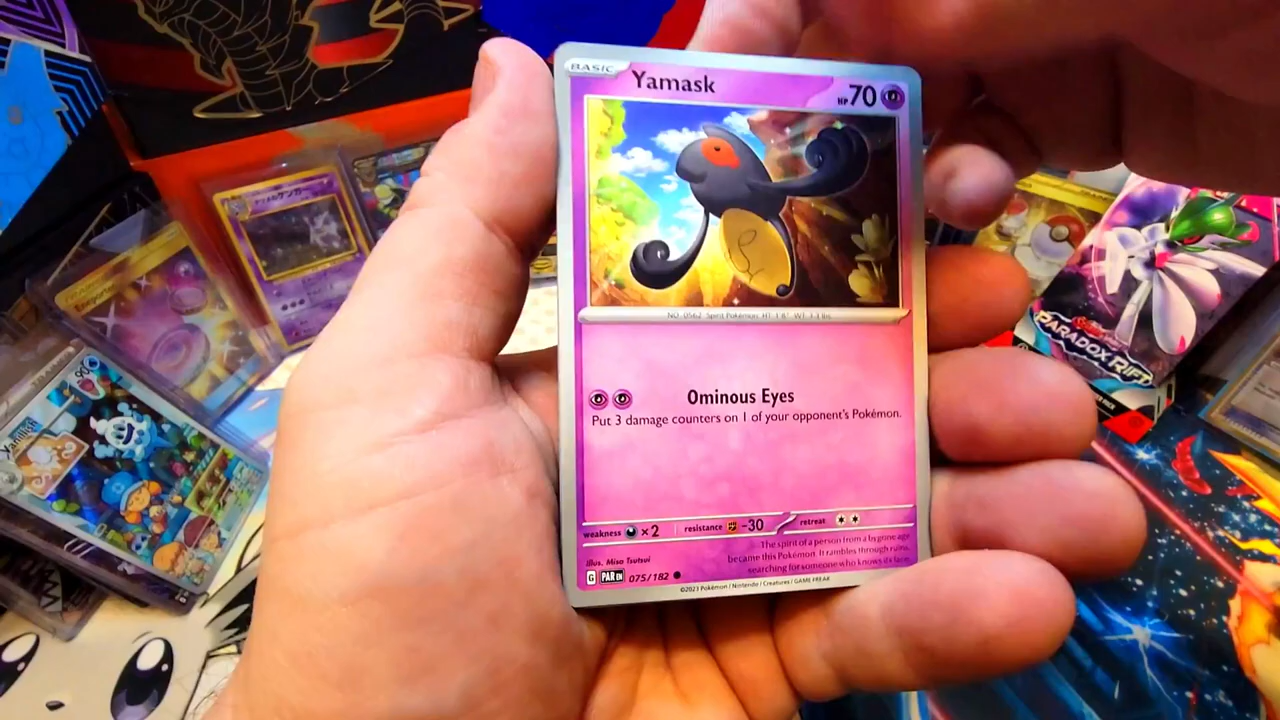 BASIC
Yamask
HP 70
NO. 0562 Spirit Pokémon HT: 1'8" WT: 3.3 lbs.
Ominous Eyes
Put 3 damage counters on 1 of your opponent's Pokémon.
weakness ×2 resistance -30 retreat
The spirit of a person from a bygone age
became this Pokémon. It rambles through ruins,
searching for someone who knows its face.
Illus. Misa Tsutsui
G PAR EN 075/182
©2023 Pokémon / Nintendo / Creatures / GAME FREAK
PARADOX RIFT
Vanillish
90